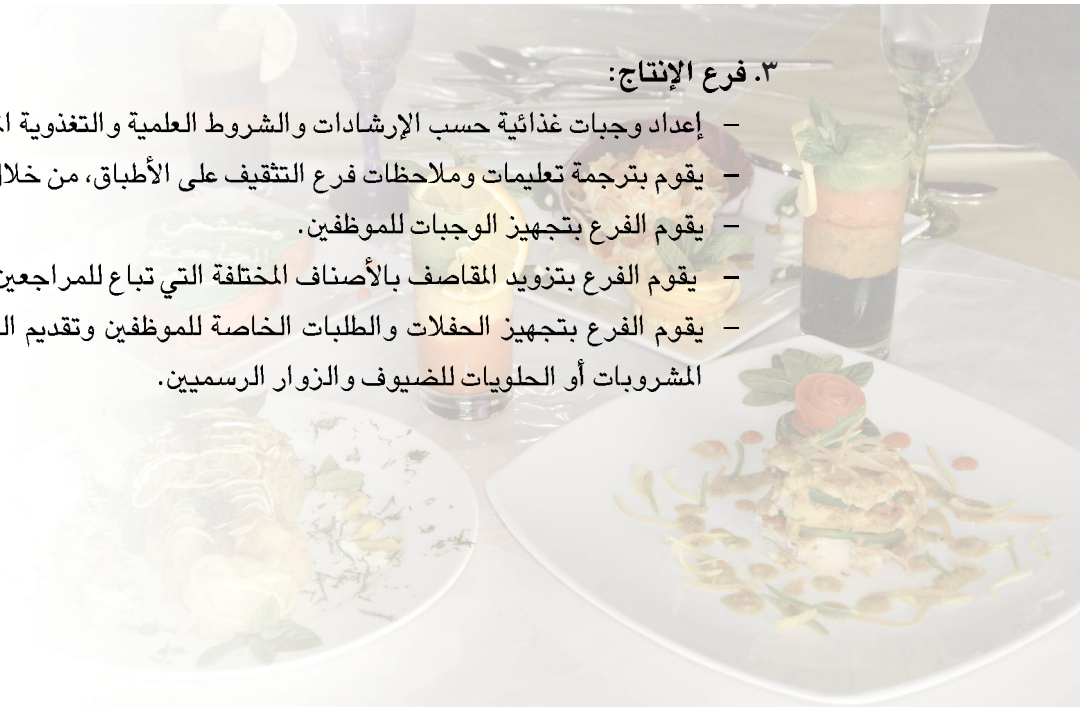 ٣. فرع الإنتاج:
– إعداد وجبات غذائية حسب الإرشادات والشروط العلمية والتغذوية
– يقوم بترجمة تعليمات وملاحظات فرع التثقيف على الأطباق، من خلال
– يقوم الفرع بتجهيز الوجبات للموظفين.
– يقوم الفرع بتزويد المقاصف بالأصناف المختلفة التي تباع للمراجعين
– يقوم الفرع بتجهيز الحفلات والطلبات الخاصة للموظفين وتقديم
المشروبات أو الحلويات للضيوف والزوار الرسميين.